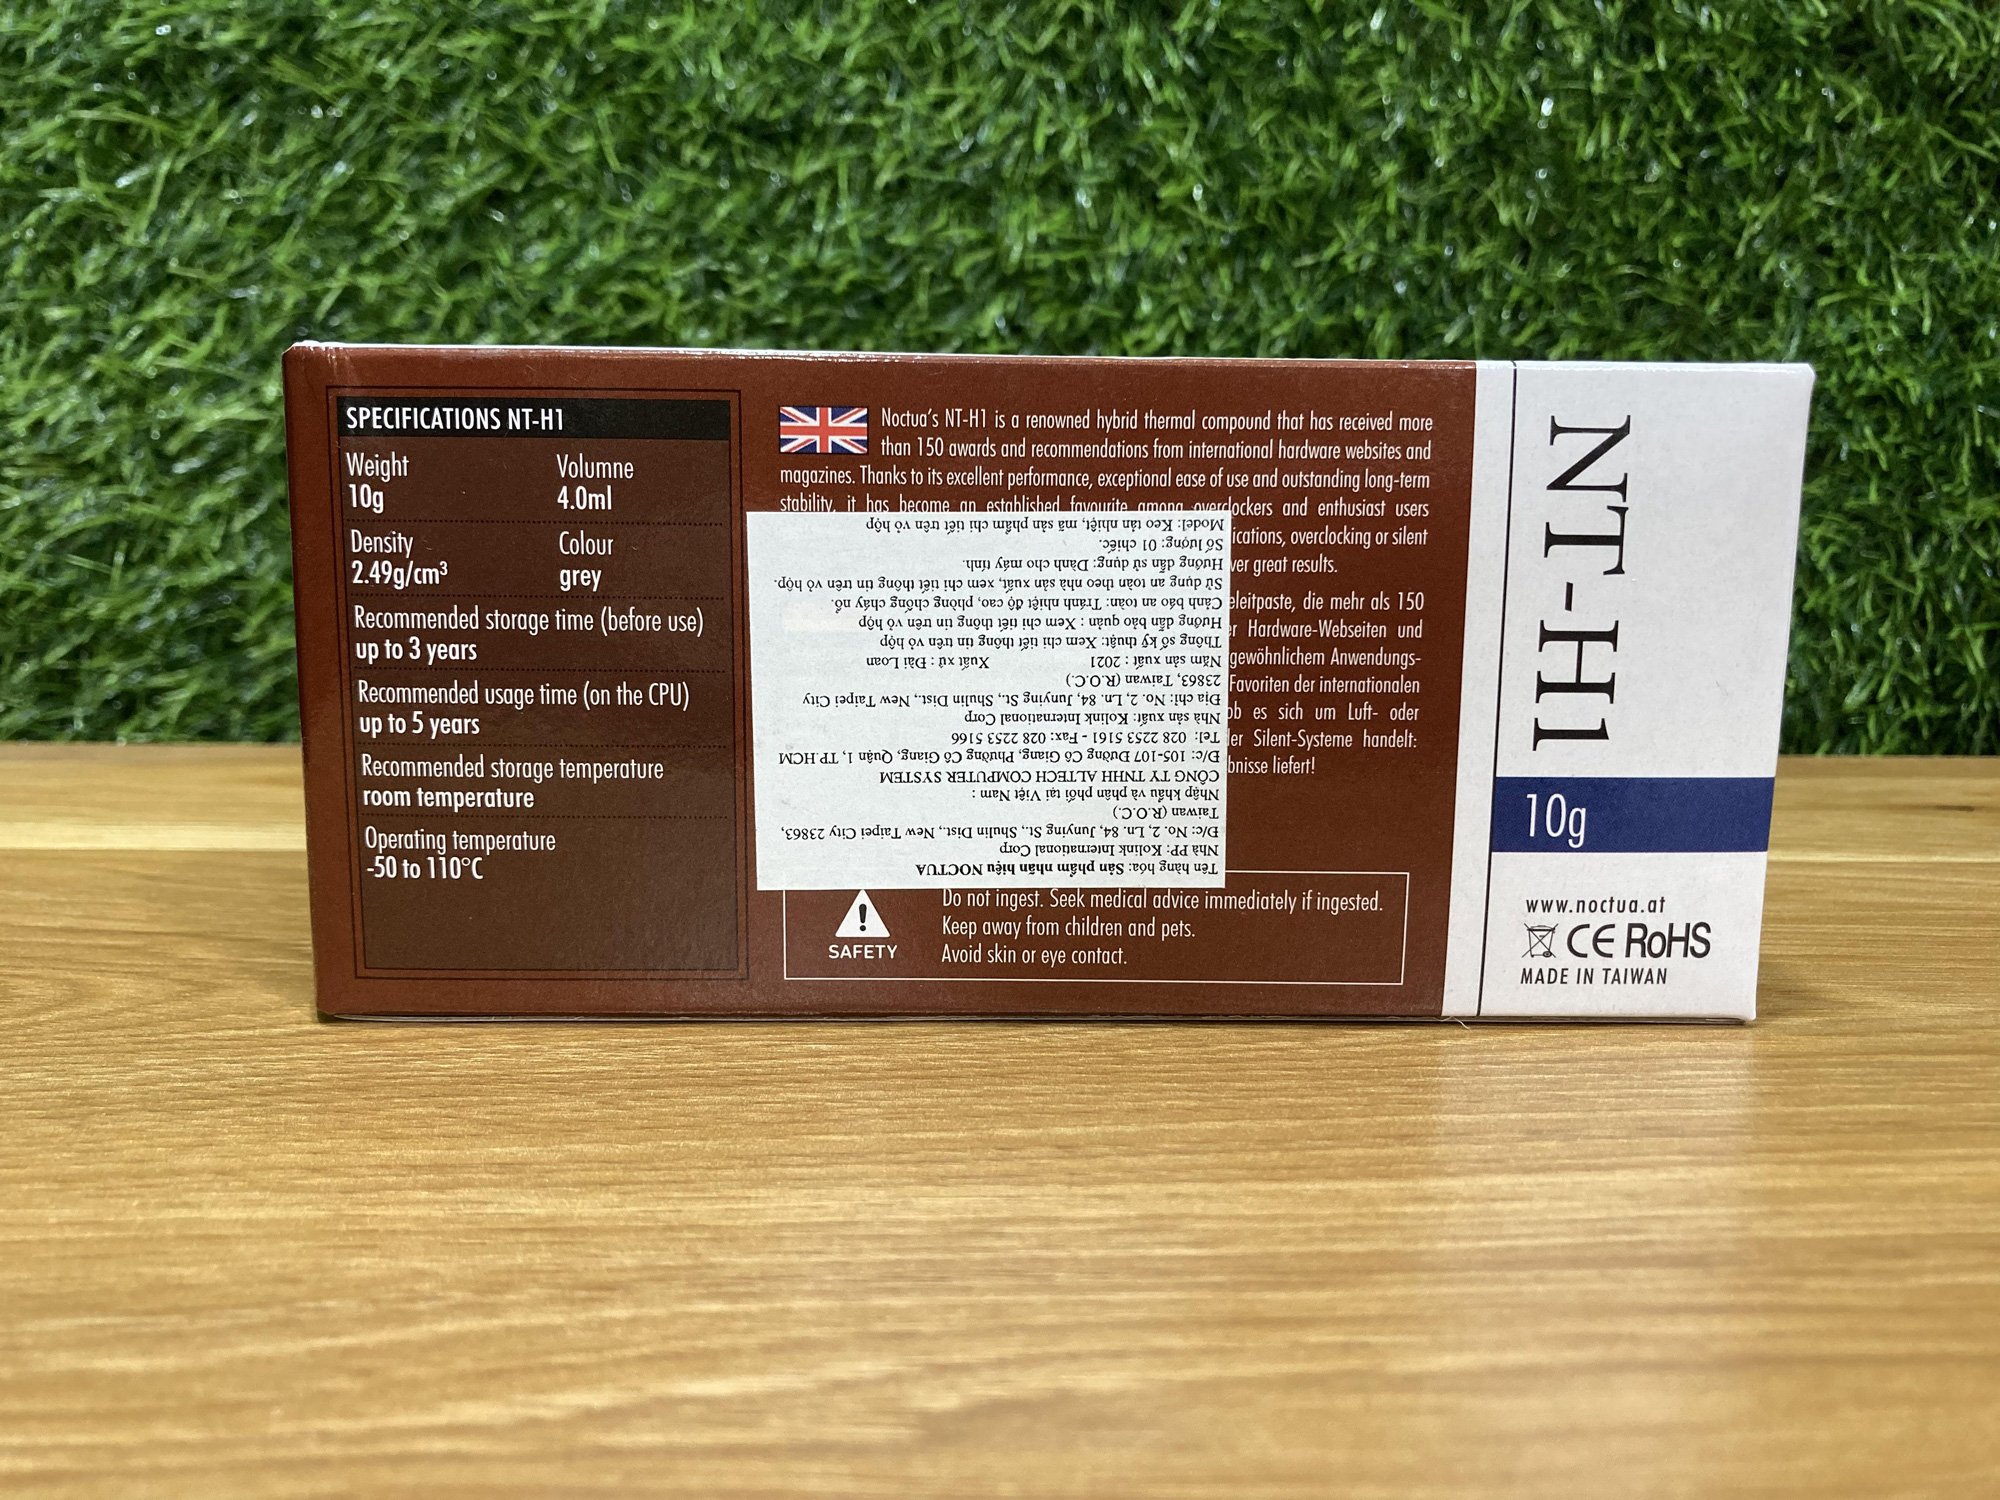 SPECIFICATIONS NT-H1
Weight
10g
Volumne
4.0ml
Density
2.49g/cm³
Colour
grey
Recommended storage time (before use)
up to 3 years
Recommended usage time (on the CPU)
up to 5 years
Recommended storage temperature
room temperature
Operating temperature
-50 to 110°C
Noctua's NT-H1 is a renowned hybrid thermal compound that has received more
than 150 awards and recommendations from international hardware websites and
magazines. Thanks to its excellent performance, exceptional ease of use and outstanding long-term
stability, it has become an established favourite among overclockers and enthusiast users
overclocking or silent
great results.
die mehr als 150
Hardware-Webseiten und
Anwendungs-
Favoriten der internationalen
es sich um Luft- oder
Silent-Systeme handelt:
liefert!
Tên hàng hóa: Sản phẩm nhãn hiệu NOCTUA
Nhà PP: Kolink International Corp
Đ/c: No. 2, Ln. 84, Junying St., Shulin Dist., New Taipei City 23863,
Taiwan (R.O.C.)
Nhập khẩu và phân phối tại Việt Nam :
CÔNG TY TNHH ALTECH COMPUTER SYSTEM
Đ/c: 105-107 Đường Cô Giang, Phường Cô Giang, Quận 1, TP.HCM
Tel: 028 2253 5161 - Fax: 028 2253 5166
Nhà sản xuất: Kolink International Corp
Địa chỉ: No. 2, Ln. 84, Junying St., Shulin Dist., New Taipei City
23863, Taiwan (R.O.C.)
Năm sản xuất : 2021 Xuất xứ : Đài Loan
Thông số kỹ thuật: Xem chi tiết thông tin trên vỏ hộp
Hướng dẫn bảo quản : Xem chi tiết thông tin trên vỏ hộp
Cảnh báo an toàn: Tránh nhiệt độ cao, phòng chống cháy nổ.
Sử dụng an toàn theo nhà sản xuất, xem chi tiết thông tin trên vỏ hộp.
Hướng dẫn sử dụng: Dành cho máy tính.
Số lượng: 01 chiếc.
Model: Keo tản nhiệt, mã sản phẩm chi tiết trên vỏ hộp
SAFETY
Do not ingest. Seek medical advice immediately if ingested.
Keep away from children and pets.
Avoid skin or eye contact.
NT-H1
10g
www.noctua.at
CE RoHS
MADE IN TAIWAN